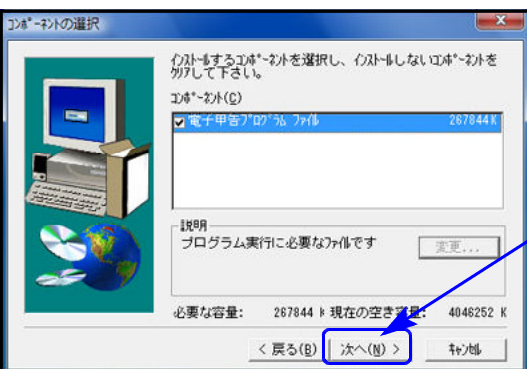 ｺﾝﾎﾟｰﾈﾝﾄの選択
ｲﾝｽﾄｰﾙするｺﾝﾎﾟｰﾈﾝﾄを選択し、ｲﾝｽﾄｰﾙしないｺﾝﾎﾟｰﾈﾝﾄを
ｸﾘｱして下さい。
ｺﾝﾎﾟｰﾈﾝﾄ(C)
電子申告ﾌﾟﾛｸﾞﾗﾑ ﾌｧｲﾙ 267844 K
説明
プログラム実行に必要なﾌｧｲﾙです
変更...
必要な容量: 267844 K 現在の空き容量: 4046252 K
< 戻る(B) 次へ(N) > ｷｬﾝｾﾙ